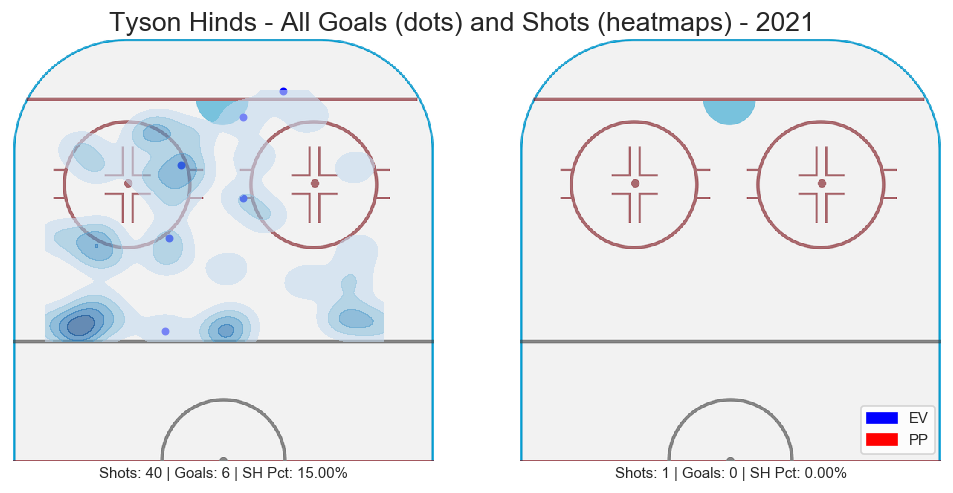 Tyson Hinds - All Goals (dots) and Shots (heatmaps) - 2021
EV
PP
Shots: 40 | Goals: 6 | SH Pct: 15.00%
Shots: 1 | Goals: 0 | SH Pct: 0.00%